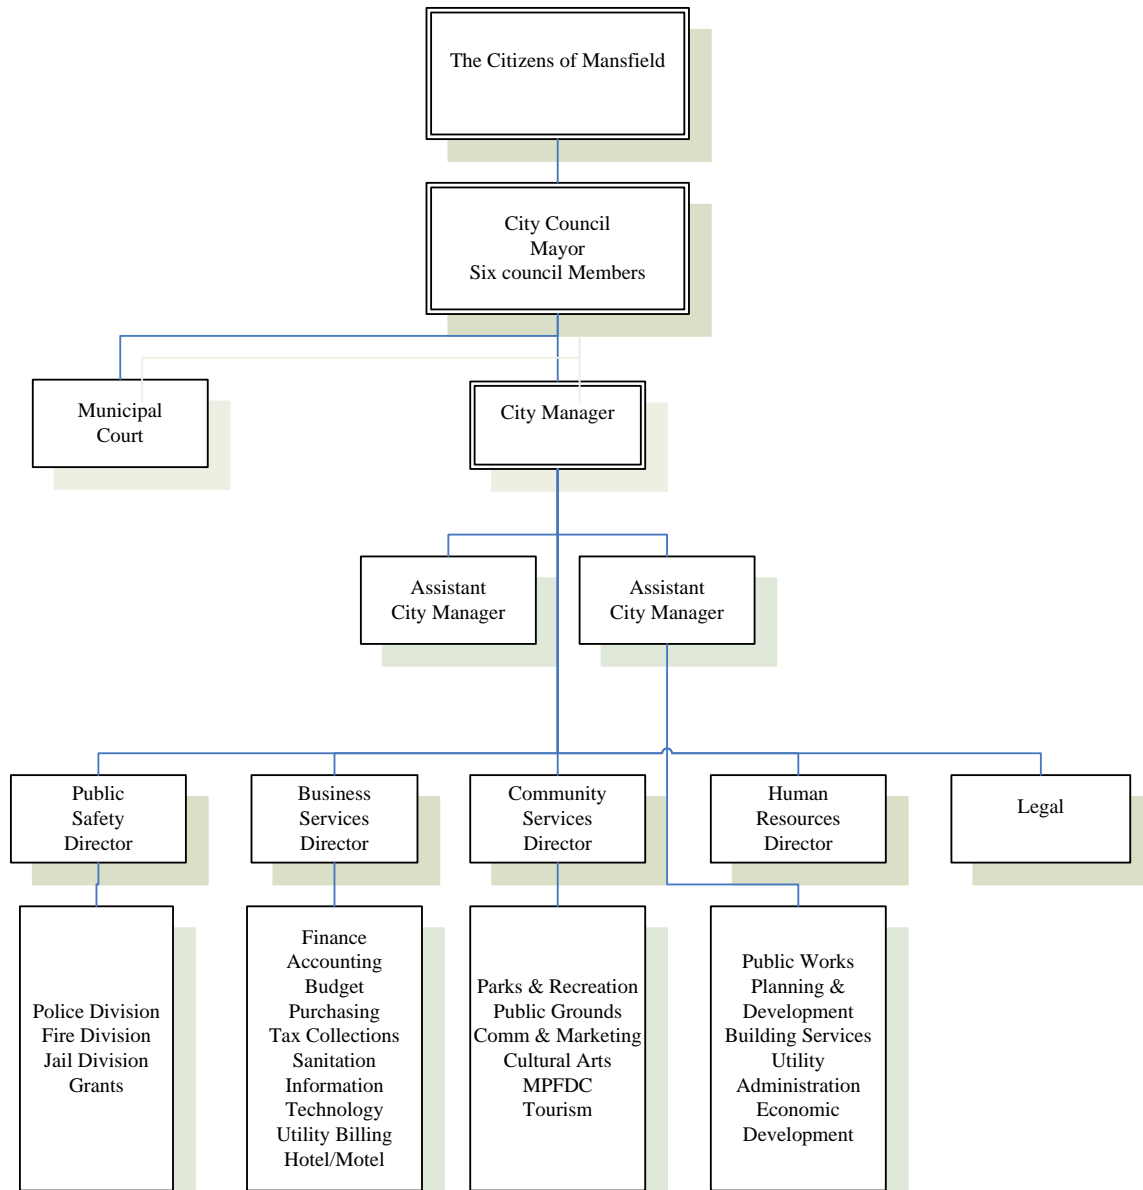 The Citizens of Mansfield
City Council
Mayor
Six council Members
Municipal
Court
City Manager
Assistant
City Manager
Assistant
City Manager
Public
Safety
Director
Business
Services
Director
Community
Services
Director
Human
Resources
Director
Legal
Police Division
Fire Division
Jail Division
Grants
Finance
Accounting
Budget
Purchasing
Tax Collections
Sanitation
Information
Technology
Utility Billing
Hotel/Motel
Parks & Recreation
Public Grounds
Comm & Marketing
Cultural Arts
MPFDC
Tourism
Public Works
Planning &
Development
Building Services
Utility
Administration
Economic
Development